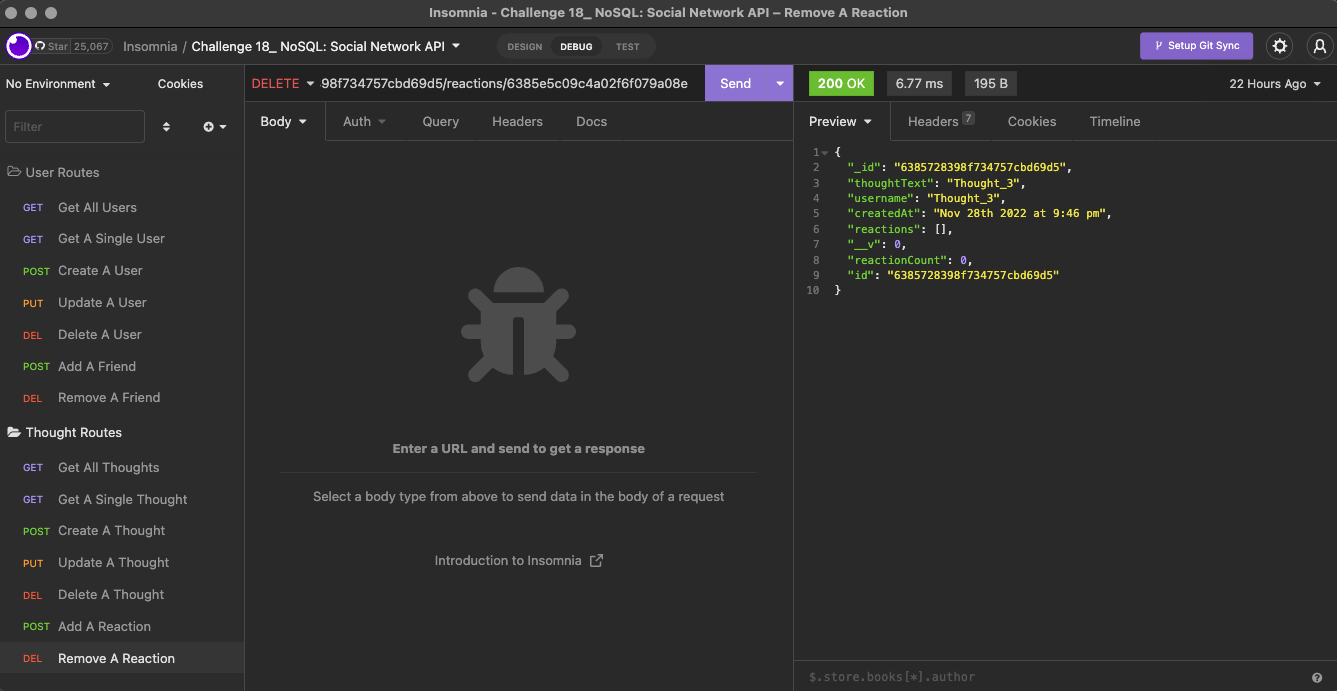 Insomnia - Challenge 18_ NoSQL: Social Network API – Remove A Reaction
Star 25,067
Insomnia / Challenge 18_ NoSQL: Social Network API
DESIGN DEBUG TEST
Setup Git Sync
No Environment Cookies
DELETE 98f734757cbd69d5/reactions/6385e5c09c4a02f6f079a08e Send
200 OK 6.77 ms 195 B 22 Hours Ago
Filter
Body Auth Query Headers Docs
Preview Headers 7 Cookies Timeline
User Routes
GET Get All Users
GET Get A Single User
POST Create A User
PUT Update A User
DEL Delete A User
POST Add A Friend
DEL Remove A Friend
Thought Routes
GET Get All Thoughts
GET Get A Single Thought
POST Create A Thought
PUT Update A Thought
DEL Delete A Thought
POST Add A Reaction
DEL Remove A Reaction
Enter a URL and send to get a response
Select a body type from above to send data in the body of a request
Introduction to Insomnia
1 {
2 "_id": "6385728398f734757cbd69d5",
3 "thoughtText": "Thought_3",
4 "username": "Thought_3",
5 "createdAt": "Nov 28th 2022 at 9:46 pm",
6 "reactions": [],
7 "__v": 0,
8 "reactionCount": 0,
9 "id": "6385728398f734757cbd69d5"
10 }
$.store.books[*].author